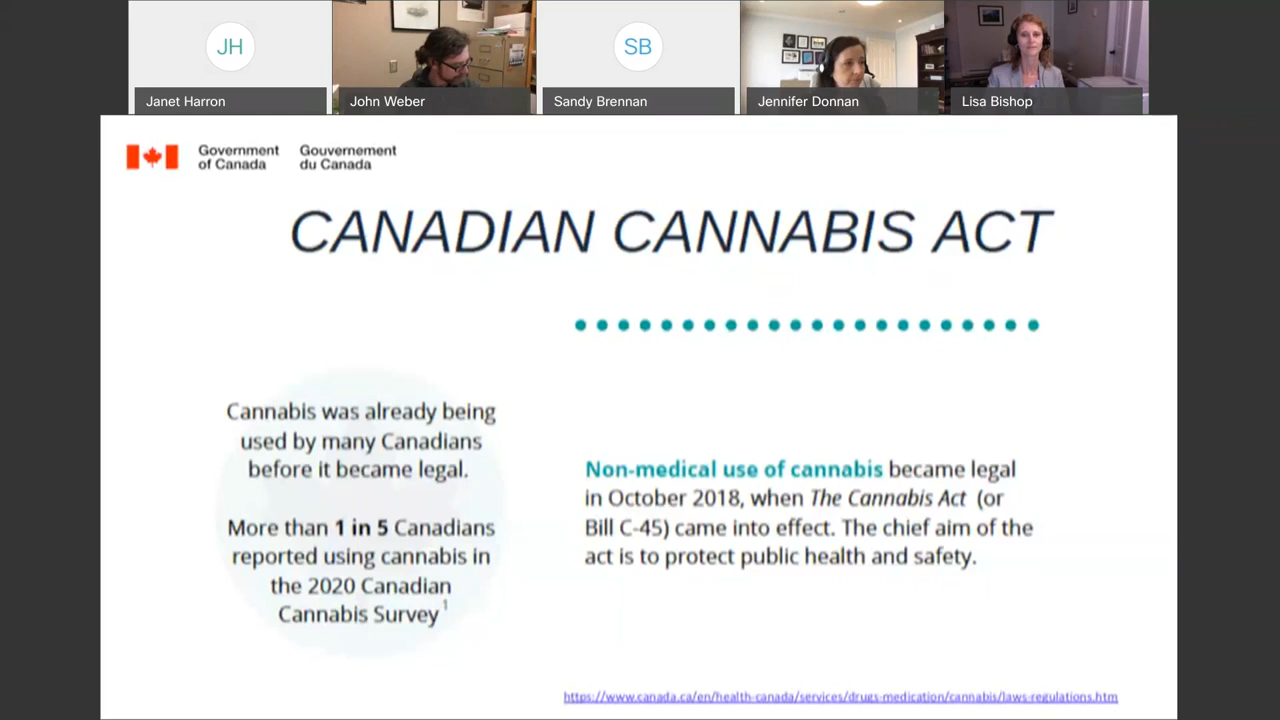 JH
SB
Janet Harron
John Weber
Sandy Brennan
Jennifer Donnan
Lisa Bishop
Government
of Canada
Gouvernement
du Canada
CANADIAN CANNABIS ACT
Cannabis was already being
used by many Canadians
before it became legal.
More than 1 in 5 Canadians
reported using cannabis in
the 2020 Canadian
Cannabis Survey 1
Non-medical use of cannabis became legal
in October 2018, when The Cannabis Act (or
Bill C-45) came into effect. The chief aim of the
act is to protect public health and safety.
https://www.canada.ca/en/health-canada/services/drugs-medication/cannabis/laws-regulations.htm